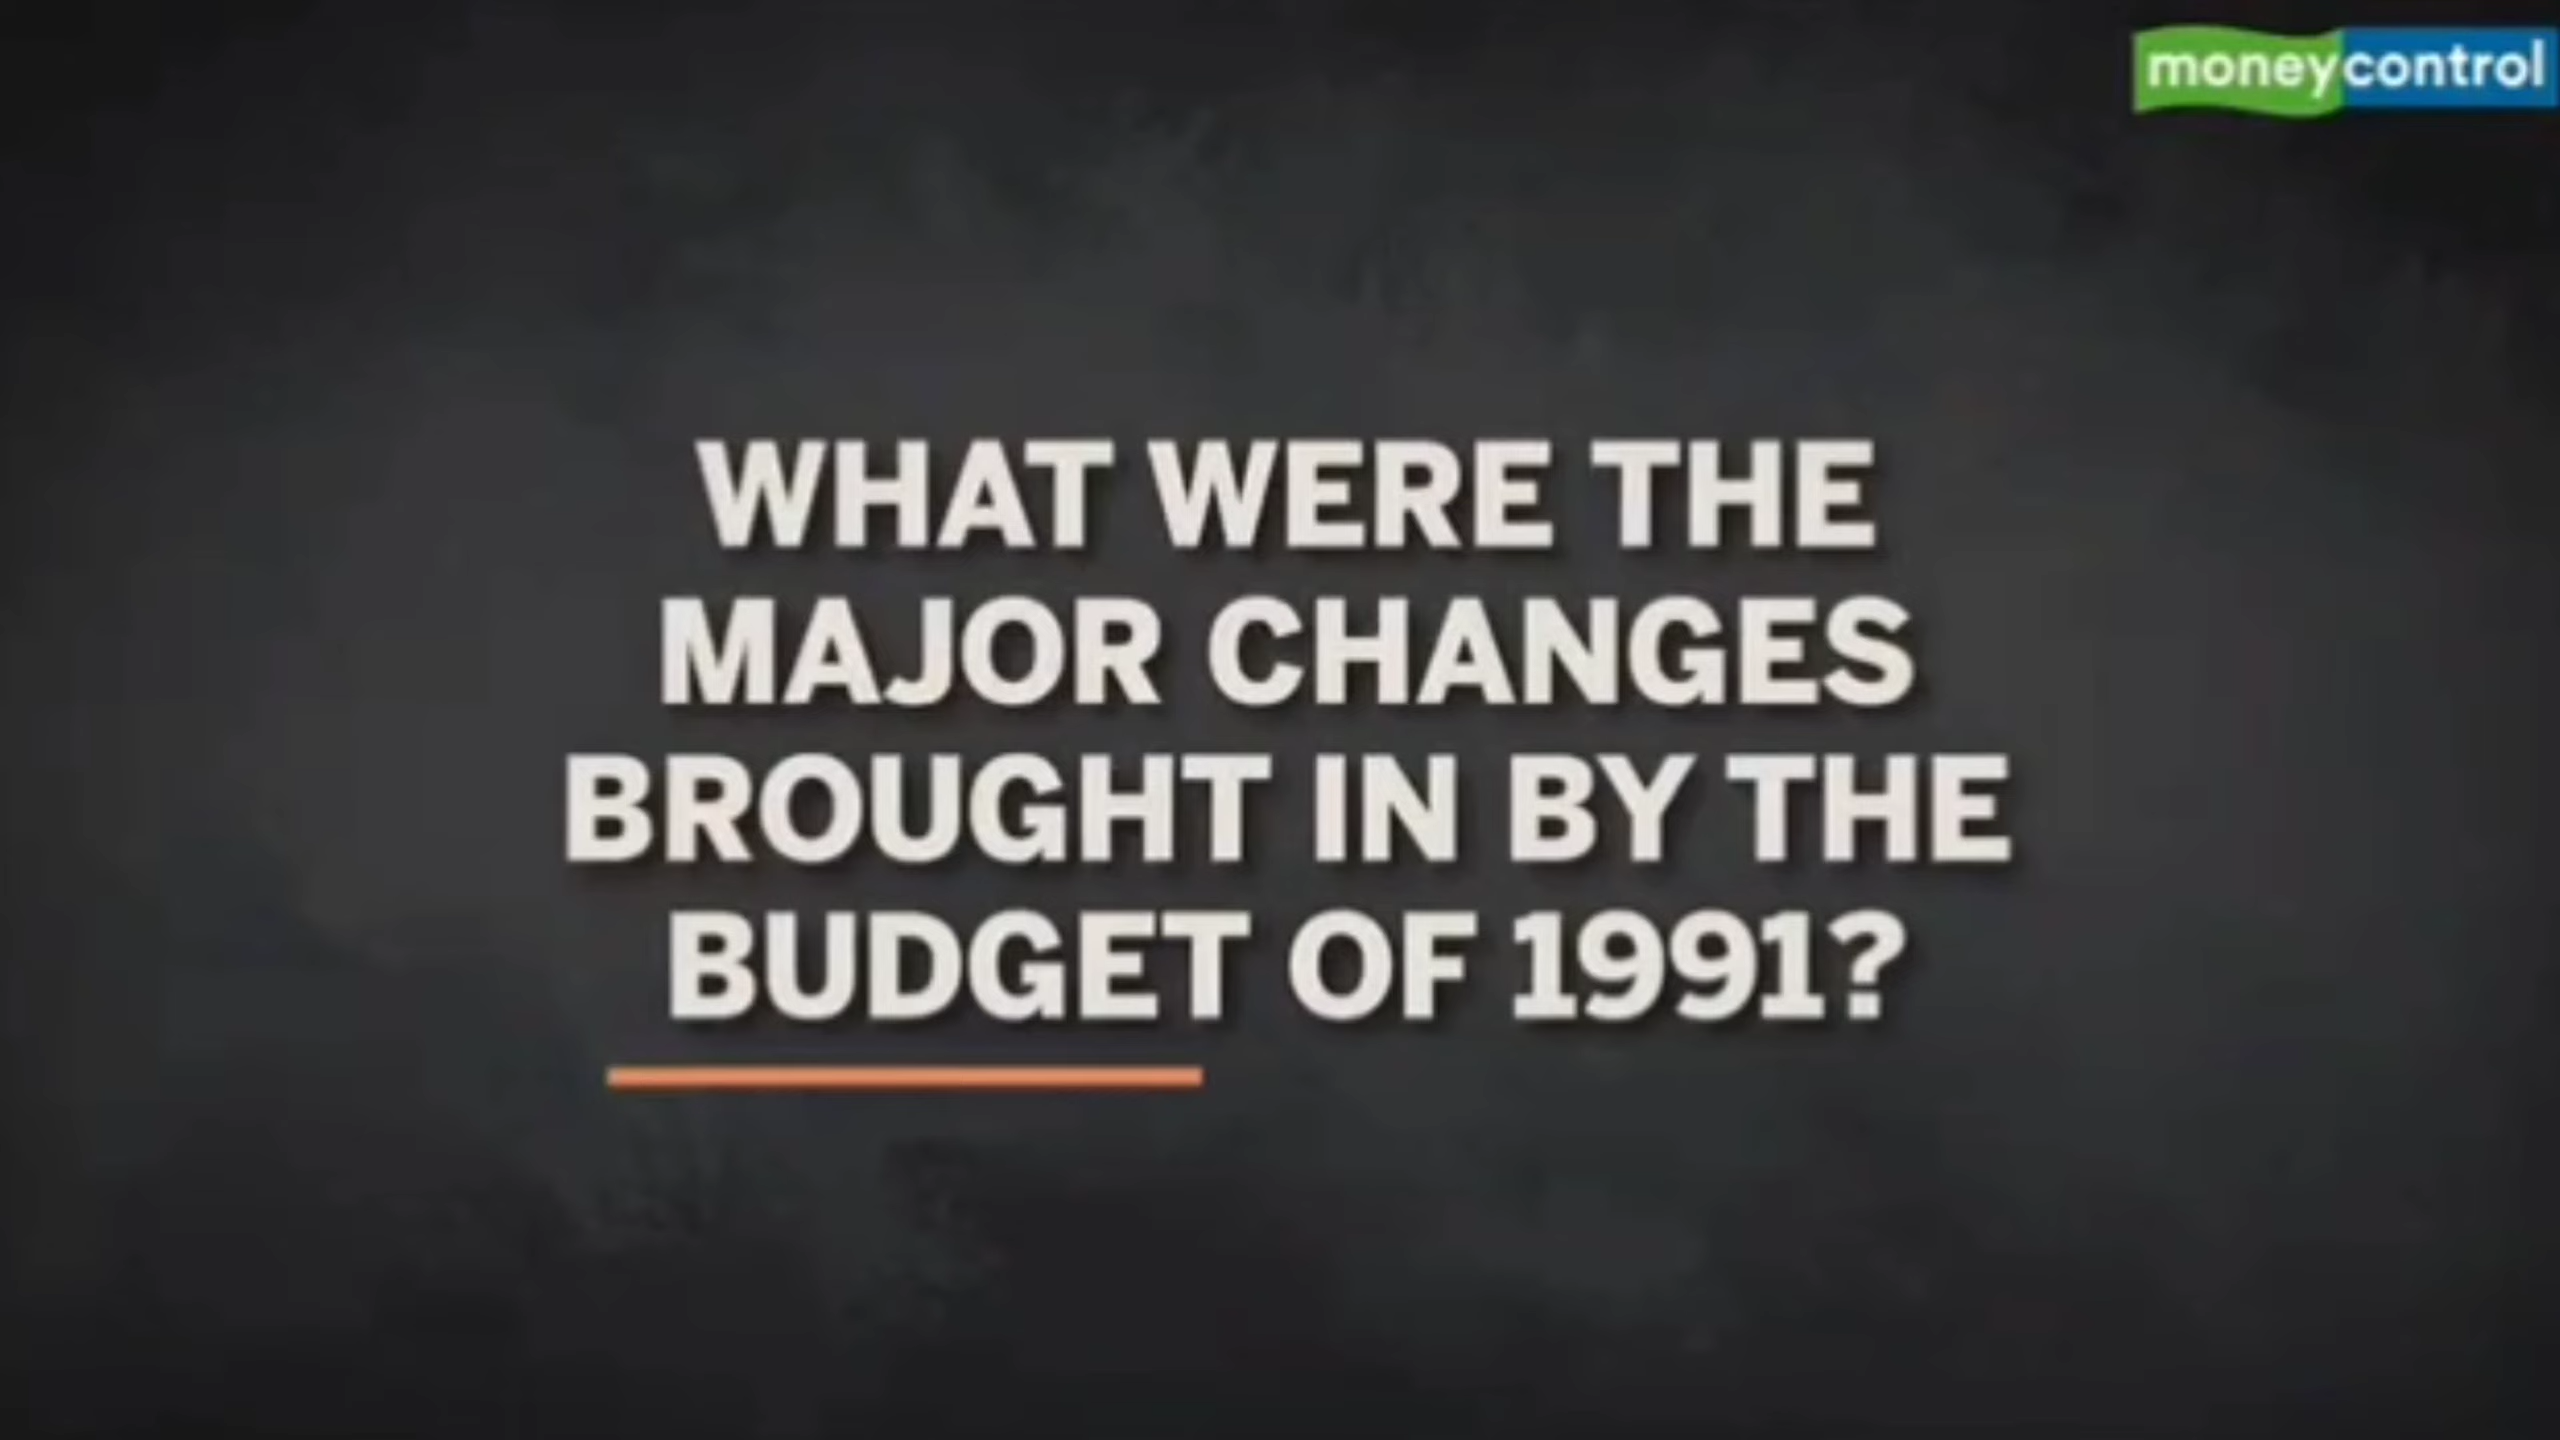 moneycontrol
WHAT WERE THE
MAJOR CHANGES
BROUGHT IN BY THE
BUDGET OF 1991?